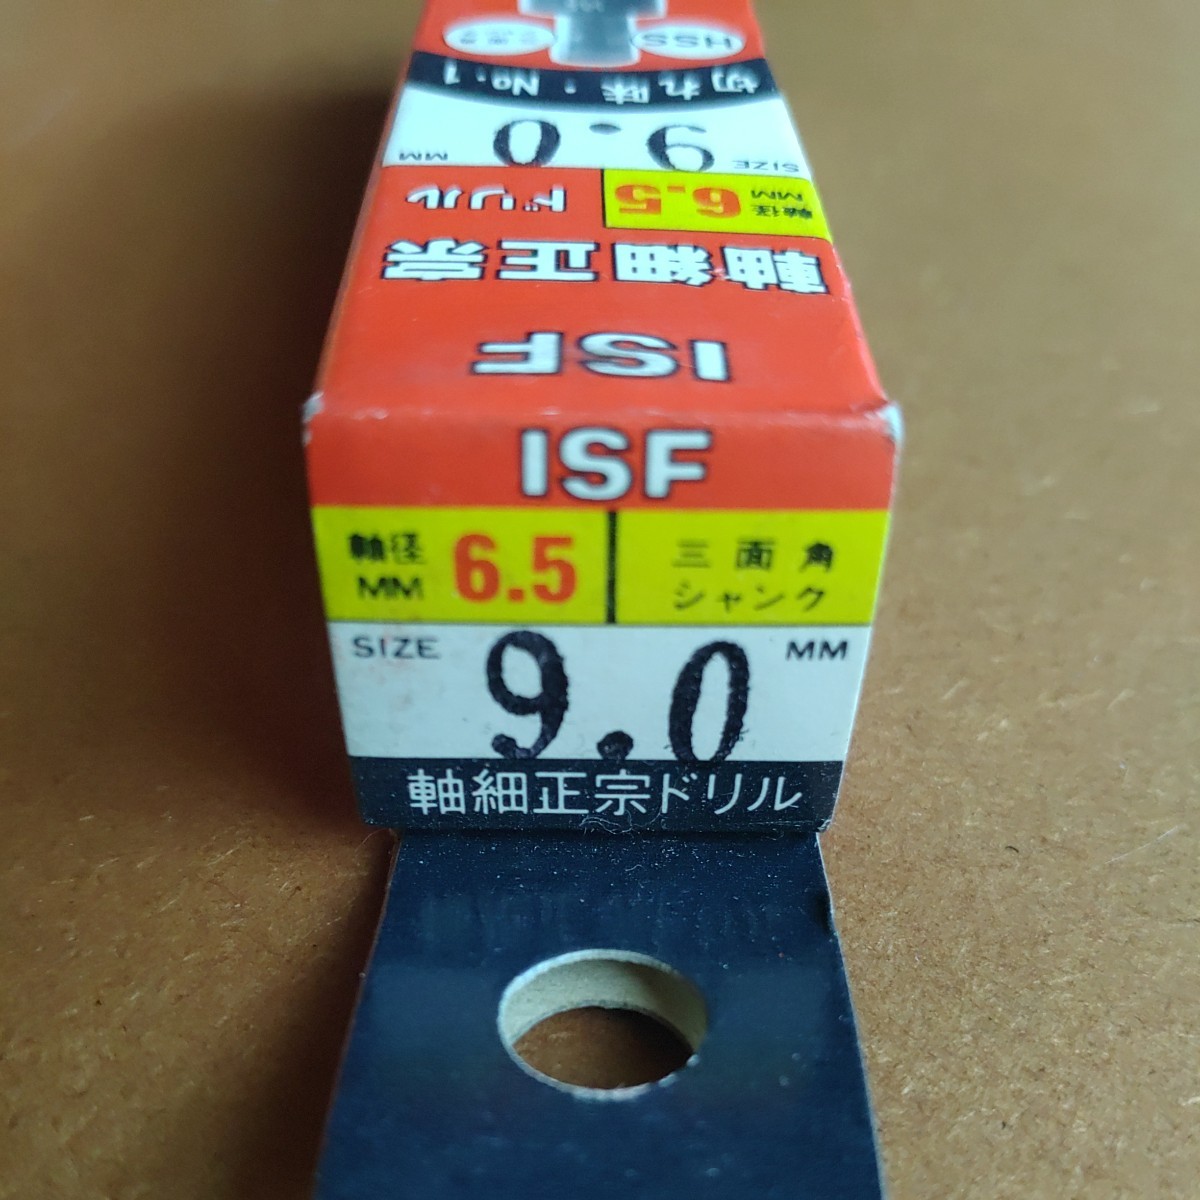 HSS
切れ味・No.1
SIZE 9.0 MM
軸径 MM 6.5 ドリル
軸細正宗
ISF
ISF
軸径 MM 6.5
三面角
シャンク
SIZE 9.0 MM
軸細正宗ドリル